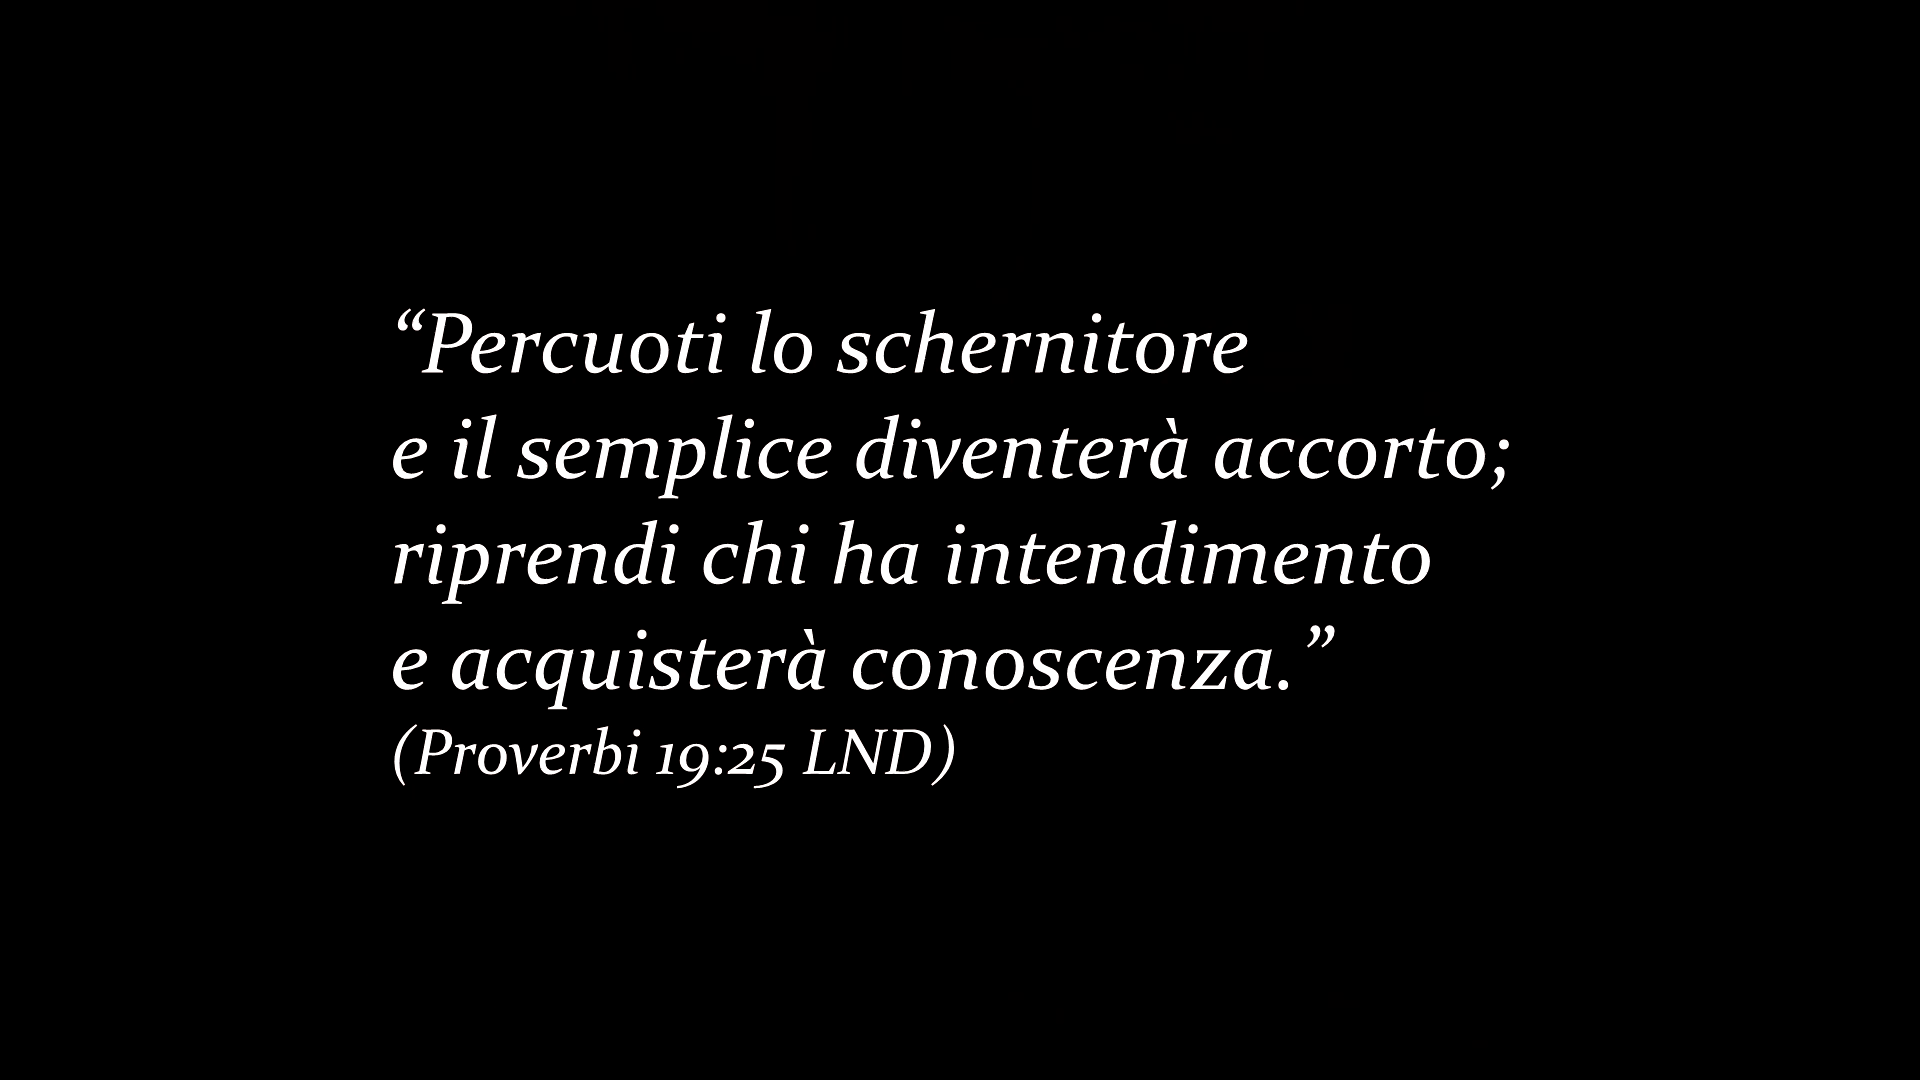 “Percuoti lo schernitore
e il semplice diventerà accorto;
riprendi chi ha intendimento
e acquisterà conoscenza.”
(Proverbi 19:25 LND)